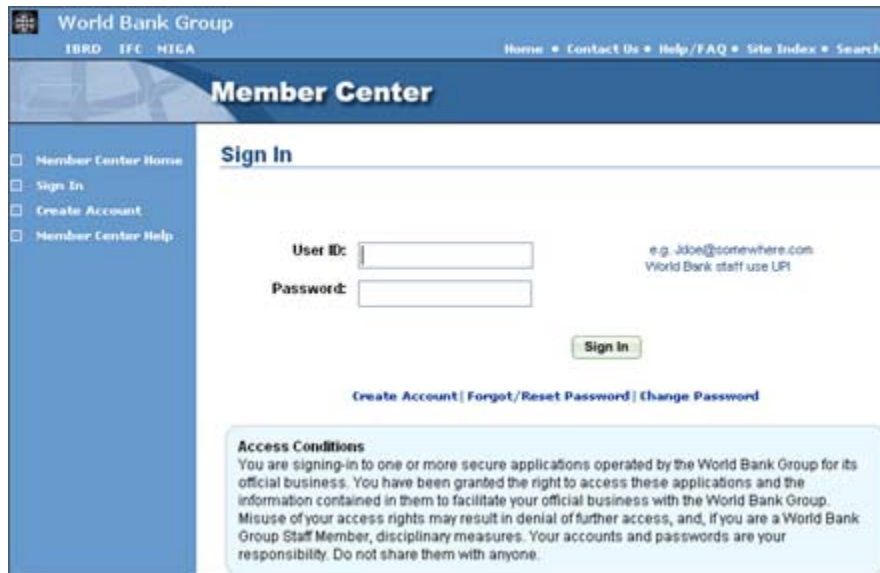 World Bank Group
IBRD IFC MIGA
Home • Contact Us • Help/FAQ • Site Index • Search
Member Center
Member Center Home
Sign In
Create Account
Member Center Help
Sign In
User ID:
e.g. Jdoe@somewhere.com
World Bank staff use UPI
Password:
Sign In
Create Account | Forgot/Reset Password | Change Password
Access Conditions
You are signing-in to one or more secure applications operated by the World Bank Group for its
official business. You have been granted the right to access these applications and the
information contained in them to facilitate your official business with the World Bank Group.
Misuse of your access rights may result in denial of further access, and, if you are a World Bank
Group Staff Member, disciplinary measures. Your accounts and passwords are your
responsibility. Do not share them with anyone.